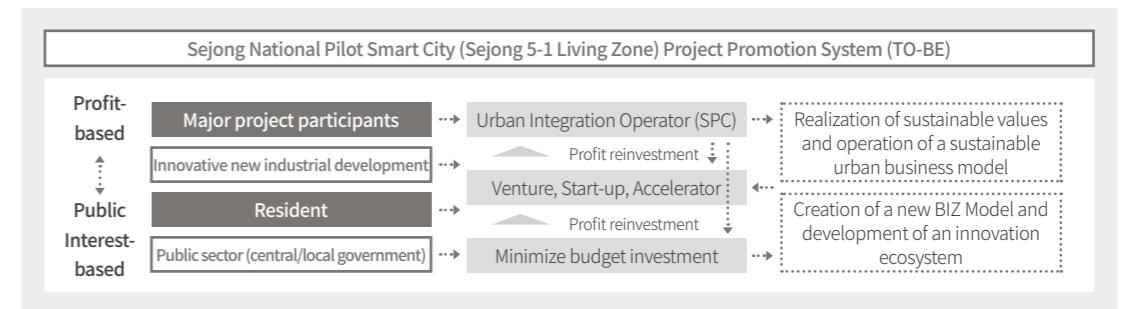 Sejong National Pilot Smart City (Sejong 5-1 Living Zone) Project Promotion System (TO-BE)
Profit-
based
Public
Interest-
based
Major project participants
Innovative new industrial development
Resident
Public sector (central/local government)
Urban Integration Operator (SPC)
Profit reinvestment
Venture, Start-up, Accelerator
Profit reinvestment
Minimize budget investment
Realization of sustainable values
and operation of a sustainable
urban business model
Creation of a new BIZ Model and
development of an innovation
ecosystem